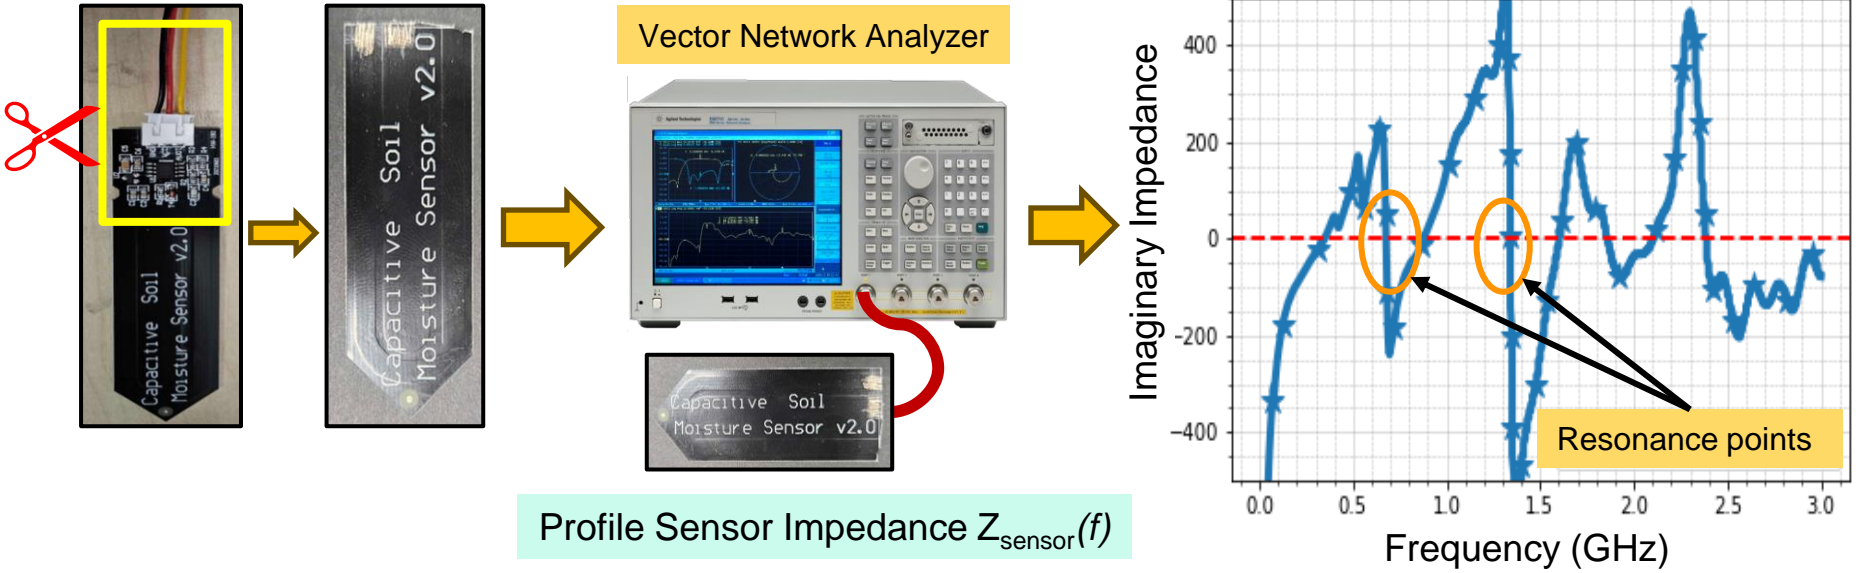 Capacitive Soil
Moisture Sensor v2.0
Capacitive Soil
Moisture Sensor v2.0
Vector Network Analyzer
Agilent Technologies
Capacitive Soil
Moisture Sensor v2.0
Profile Sensor Impedance Zsensor(f)
Imaginary Impedance
400
200
0
−200
−400
0.0
0.5
1.0
1.5
2.0
2.5
3.0
Frequency (GHz)
Resonance points